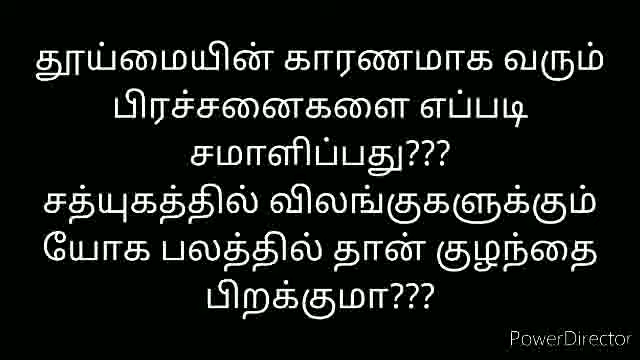 தூய்மையின் காரணமாக வரும்
பிரச்சனைகளை எப்படி
சமாளிப்பது???
சத்யுகத்தில் விலங்குகளுக்கும்
யோக பலத்தில் தான் குழந்தை
பிறக்குமா???
PowerDirector